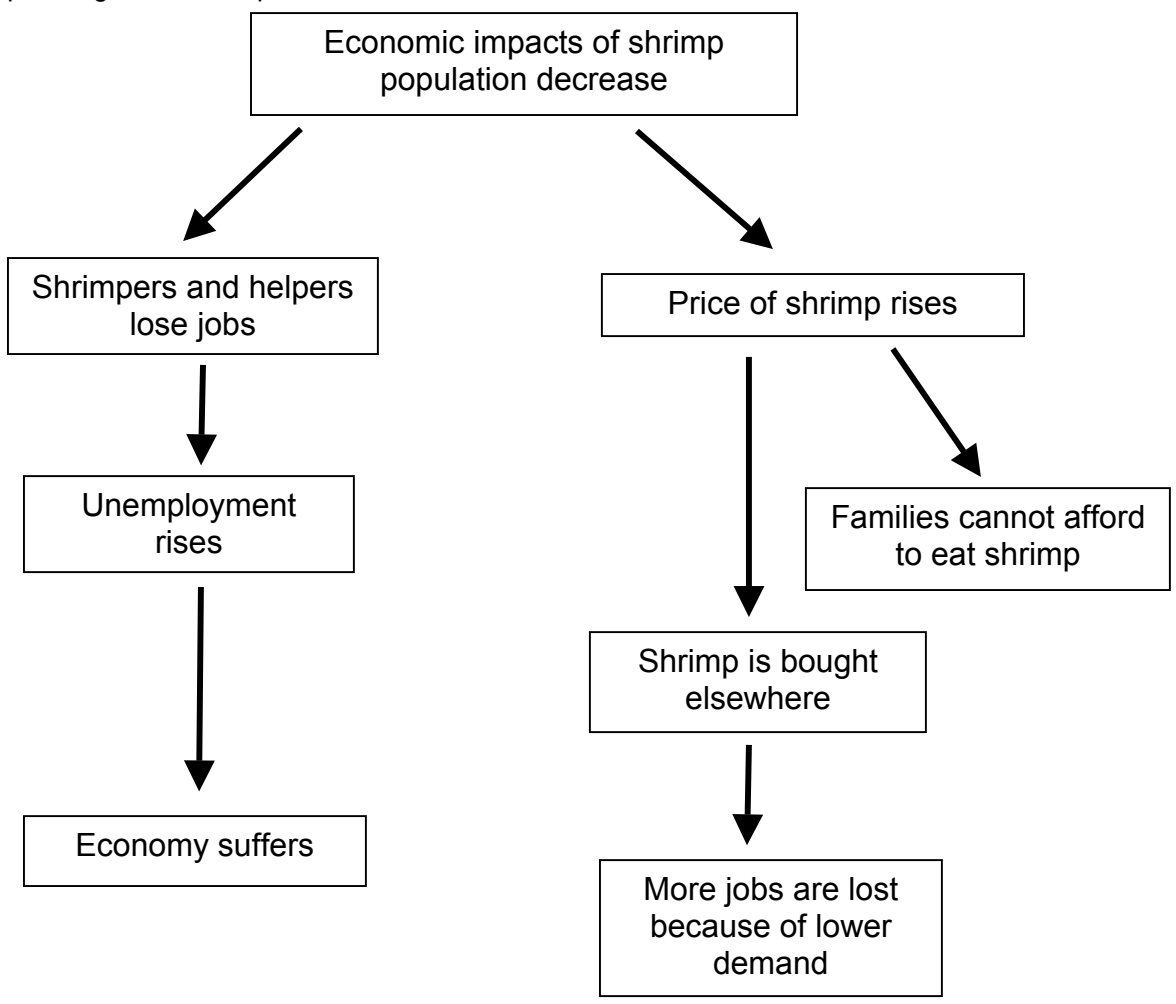 Economic impacts of shrimp
population decrease
Shrimpers and helpers
lose jobs
Price of shrimp rises
Unemployment
rises
Families cannot afford
to eat shrimp
Shrimp is bought
elsewhere
Economy suffers
More jobs are lost
because of lower
demand